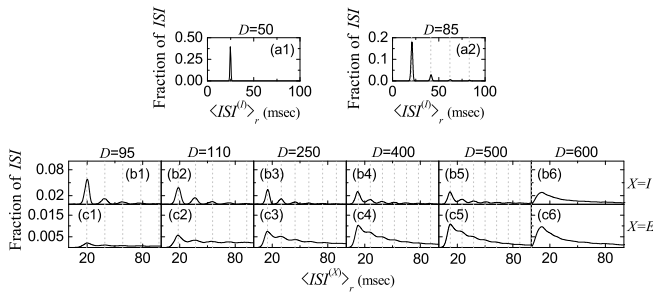 D=50
D=85
Fraction of ISI
0.50
0.25
0.00
(a1)
0 50 100
<ISI^(I)>_r (msec)
Fraction of ISI
0.2
0.1
0.0
(a2)
0 50 100
<ISI^(I)>_r (msec)
D=95 D=110 D=250 D=400 D=500 D=600
Fraction of ISI
0.08
0.02
(b1) (b2) (b3) (b4) (b5) (b6)
X=I
0.015
0.005
(c1) (c2) (c3) (c4) (c5) (c6)
X=E
20 80 20 80 20 80 20 80 20 80 20 80
<ISI^(X)>_r (msec)